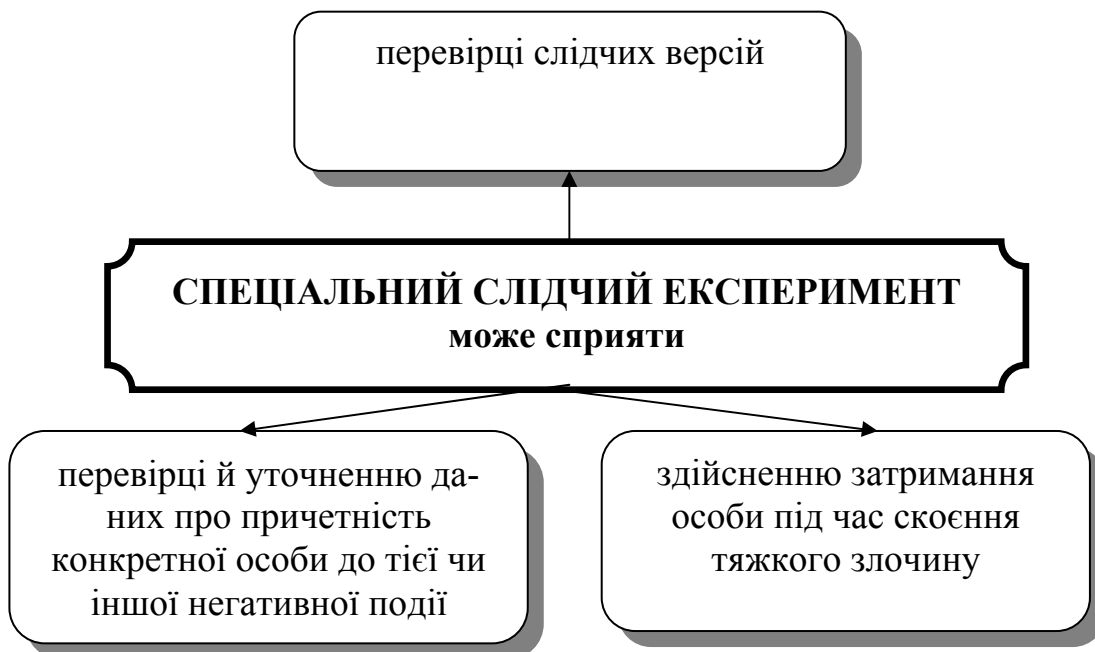 перевірці слідчих версій
СПЕЦІАЛЬНИЙ СЛІДЧИЙ ЕКСПЕРИМЕНТ
може сприяти
перевірці й уточненню да-
них про причетність
конкретної особи до тієї чи
іншої негативної події
здійсненню затримання
особи під час скоєння
тяжкого злочину